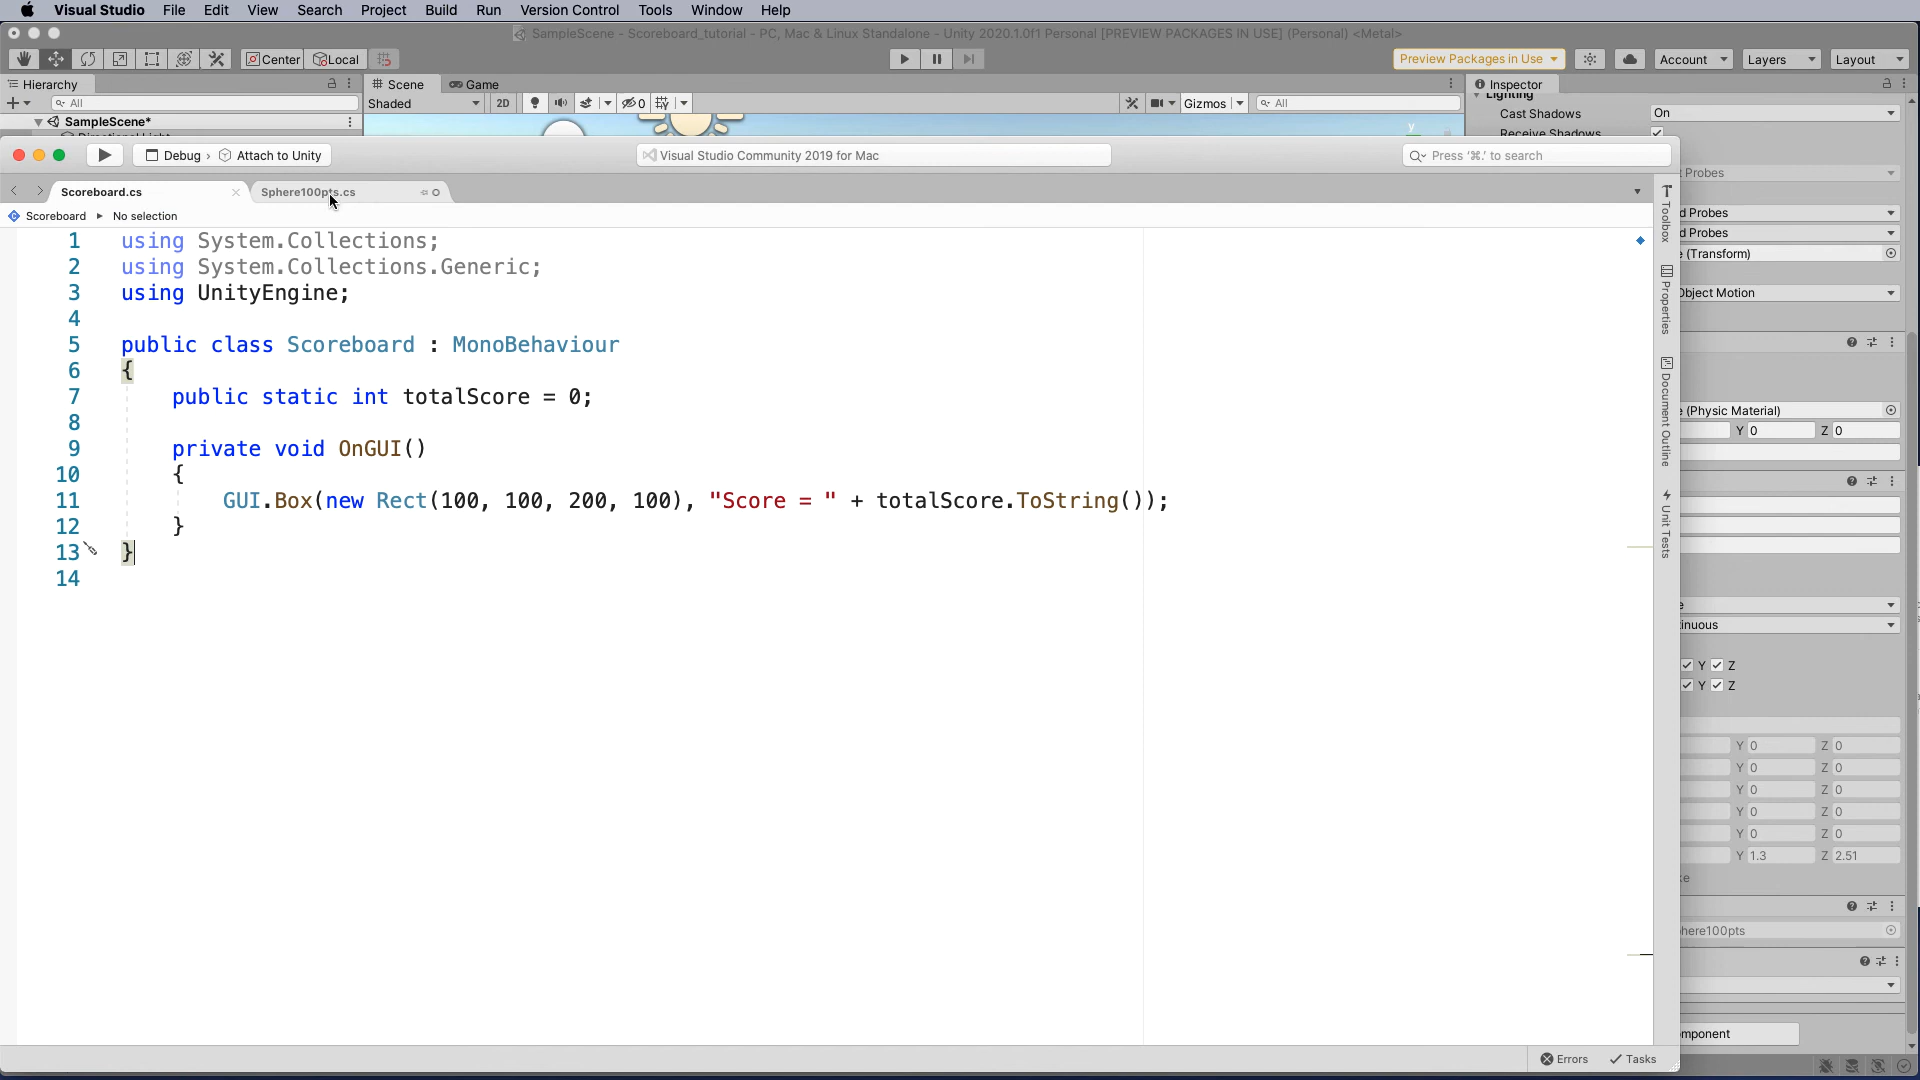 Visual Studio File Edit View Search Project Build Run Version Control Tools Window Help
SampleScene - Scoreboard_tutorial - PC, Mac & Linux Standalone - Unity 2020.1.0f1 Personal [PREVIEW PACKAGES IN USE] (Personal) <Metal>
Center Local Preview Packages in Use Account Layers Layout
Hierarchy Scene Game Inspector
All Shaded 2D 0 Gizmos All
SampleScene*
Directional Light
y
Lighting
Cast Shadows On
Receive Shadows
Debug › Attach to Unity Visual Studio Community 2019 for Mac Press '⌘.' to search
t Probes
Scoreboard.cs Sphere100pts.cs
Scoreboard ▸ No selection
d Probes
d Probes
e (Transform)
Object Motion
1 using System.Collections;
2 using System.Collections.Generic;
3 using UnityEngine;
4
5 public class Scoreboard : MonoBehaviour
6 {
7 public static int totalScore = 0;
8
9 private void OnGUI()
10 {
11 GUI.Box(new Rect(100, 100, 200, 100), "Score = " + totalScore.ToString());
12 }
13 }
14
Toolbox
Properties
Document Outline
Unit Tests
e (Physic Material)
Y 0 Z 0
e
inuous
Y Z
Y Z
Y 0 Z 0
Y 0 Z 0
Y 0 Z 0
Y 0 Z 0
Y 0 Z 0
Y 1.3 Z 2.51
ke
phere100pts
mponent
Errors Tasks